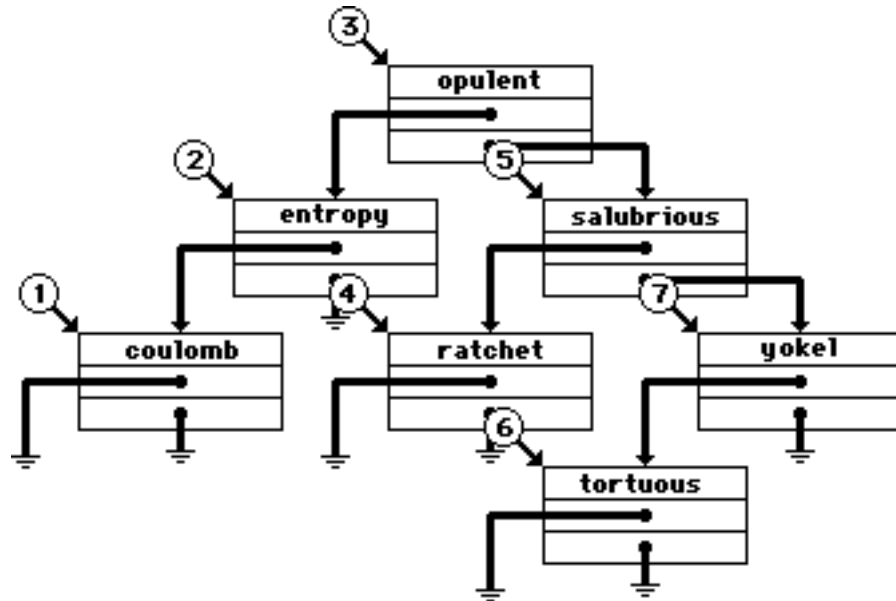 3
opulent
2
5
entropy
salubrious
1
4
7
coulomb
ratchet
yokel
6
tortuous